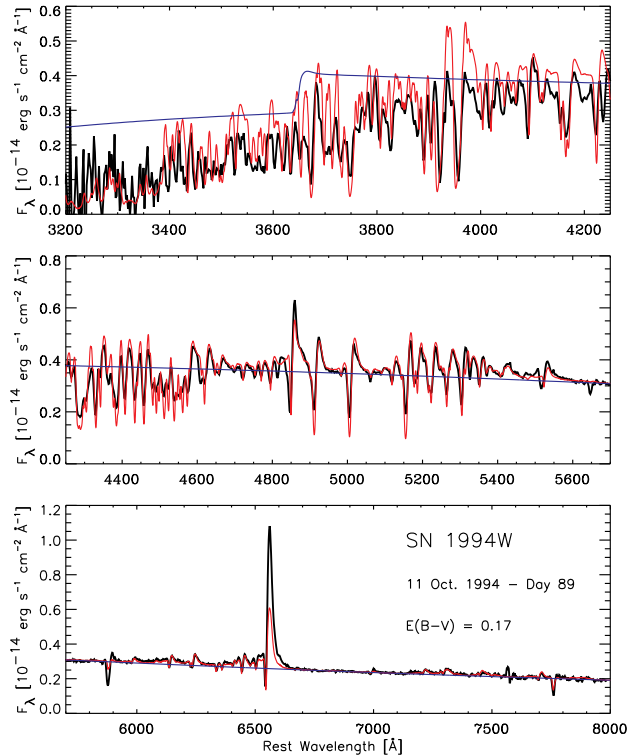 0.6
0.5
0.4
0.3
0.2
0.1
0.0
F λ [10−14 erg s−1 cm−2 Å−1]
3200 3400 3600 3800 4000 4200
0.8
0.6
0.4
0.2
0.0
F λ [10−14 erg s−1 cm−2 Å−1]
4400 4600 4800 5000 5200 5400 5600
1.2
1.0
0.8
0.6
0.4
0.2
0.0
F λ [10−14 erg s−1 cm−2 Å−1]
SN 1994W
11 Oct. 1994 − Day 89
E(B−V) = 0.17
6000 6500 7000 7500 8000
Rest Wavelength [Å]